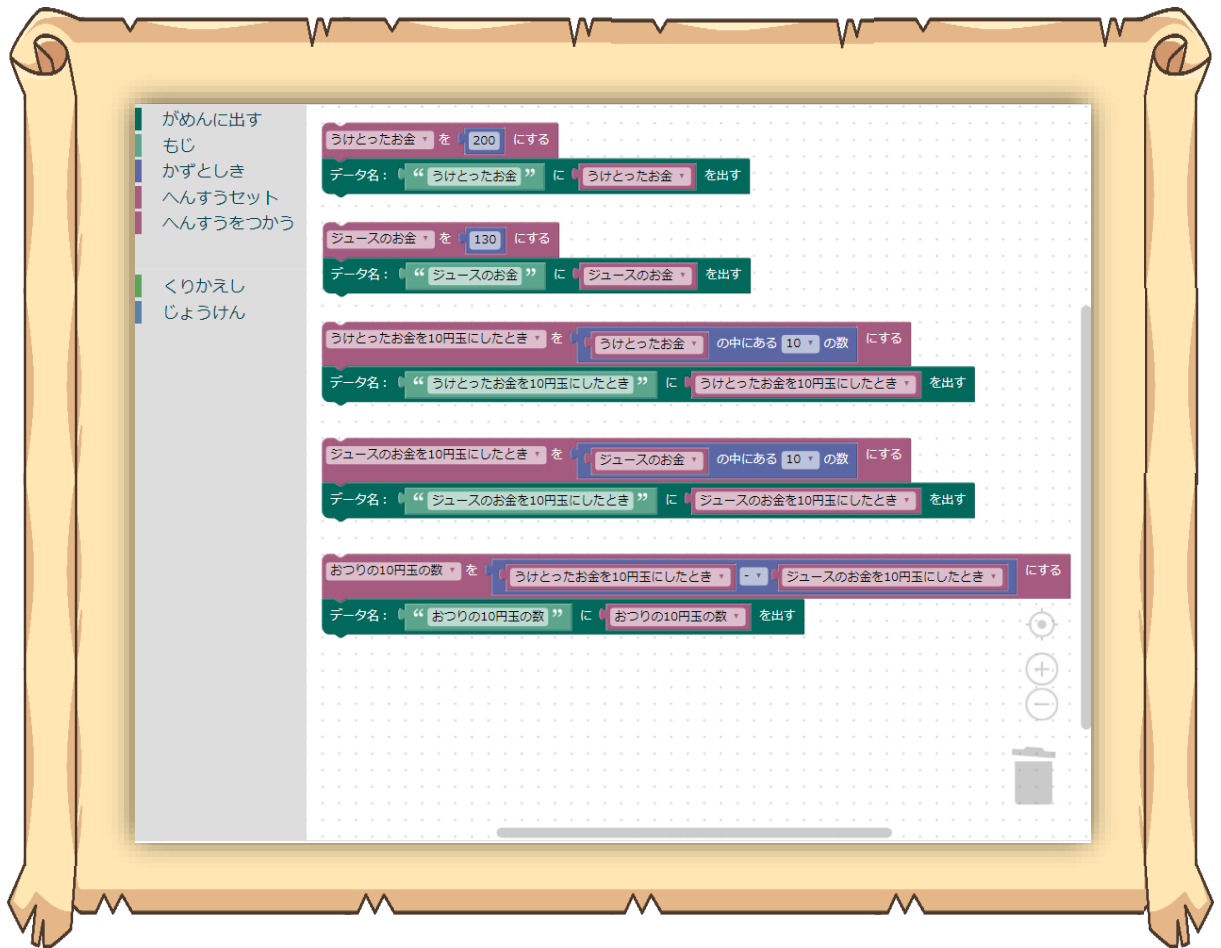 がめんに出す
もじ
かずとしき
へんすうセット
へんすうをつかう
くりかえし
じょうけん
うけとったお金 を 200 にする
データ名： “ うけとったお金 ” に うけとったお金 を出す
ジュースのお金 を 130 にする
データ名： “ ジュースのお金 ” に ジュースのお金 を出す
うけとったお金を10円玉にしたとき を うけとったお金 の中にある 10 の数 にする
データ名： “ うけとったお金を10円玉にしたとき ” に うけとったお金を10円玉にしたとき を出す
ジュースのお金を10円玉にしたとき を ジュースのお金 の中にある 10 の数 にする
データ名： “ ジュースのお金を10円玉にしたとき ” に ジュースのお金を10円玉にしたとき を出す
おつりの10円玉の数 を うけとったお金を10円玉にしたとき - ジュースのお金を10円玉にしたとき にする
データ名： “ おつりの10円玉の数 ” に おつりの10円玉の数 を出す